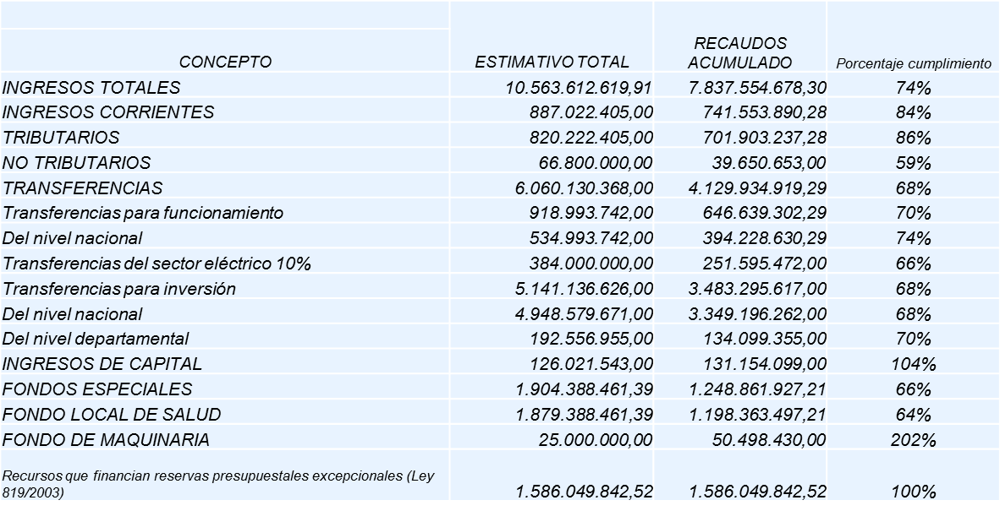 CONCEPTO ESTIMATIVO TOTAL RECAUDOS ACUMULADO Porcentaje cumplimiento
INGRESOS TOTALES 10.563.612.619,91 7.837.554.678,30 74%
INGRESOS CORRIENTES 887.022.405,00 741.553.890,28 84%
TRIBUTARIOS 820.222.405,00 701.903.237,28 86%
NO TRIBUTARIOS 66.800.000,00 39.650.653,00 59%
TRANSFERENCIAS 6.060.130.368,00 4.129.934.919,29 68%
Transferencias para funcionamiento 918.993.742,00 646.639.302,29 70%
Del nivel nacional 534.993.742,00 394.228.630,29 74%
Transferencias del sector eléctrico 10% 384.000.000,00 251.595.472,00 66%
Transferencias para inversión 5.141.136.626,00 3.483.295.617,00 68%
Del nivel nacional 4.948.579.671,00 3.349.196.262,00 68%
Del nivel departamental 192.556.955,00 134.099.355,00 70%
INGRESOS DE CAPITAL 126.021.543,00 131.154.099,00 104%
FONDOS ESPECIALES 1.904.388.461,39 1.248.861.927,21 66%
FONDO LOCAL DE SALUD 1.879.388.461,39 1.198.363.497,21 64%
FONDO DE MAQUINARIA 25.000.000,00 50.498.430,00 202%
Recursos que financian reservas presupuestales excepcionales (Ley
819/2003) 1.586.049.842,52 1.586.049.842,52 100%